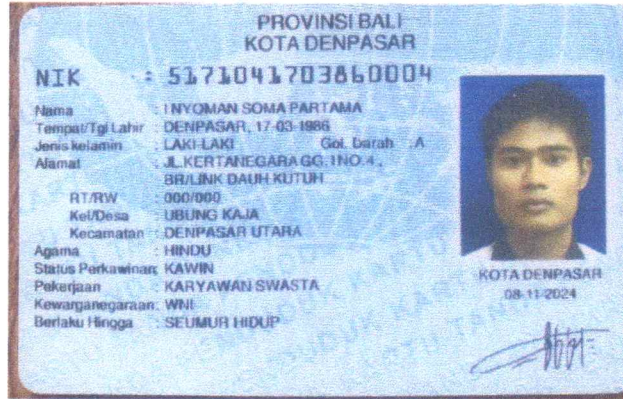 PROVINSI BALI
KOTA DENPASAR
NIK : 5171041703860004
Nama : I NYOMAN SOMA PARTAMA
Tempat/Tgl Lahir : DENPASAR, 17-03-1986
Jenis kelamin : LAKI-LAKI Gol. Darah : A
Alamat : JL.KERTANEGARA GG. I NO.4 ,
BR/LINK DAUH KUTUH
RT/RW : 000/000
Kel/Desa : UBUNG KAJA
Kecamatan : DENPASAR UTARA
Agama : HINDU
Status Perkawinan: KAWIN
Pekerjaan : KARYAWAN SWASTA
Kewarganegaraan: WNI
Berlaku Hingga : SEUMUR HIDUP
KOTA DENPASAR
08-11-2024